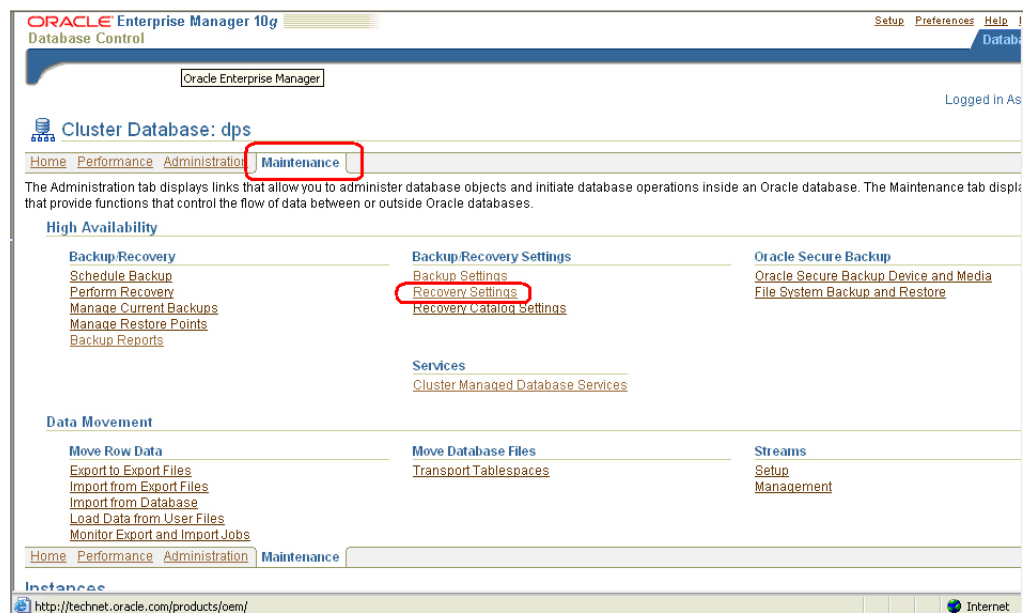 ORACLE Enterprise Manager 10g
Database Control
Setup Preferences Help
Oracle Enterprise Manager
Logged in As
Cluster Database: dps
Home Performance Administration Maintenance
The Administration tab displays links that allow you to administer database objects and initiate database operations inside an Oracle database. The Maintenance tab
that provide functions that control the flow of data between or outside Oracle databases.
High Availability
Backup/Recovery
Schedule Backup
Perform Recovery
Manage Current Backups
Manage Restore Points
Backup Reports
Backup/Recovery Settings
Backup Settings
Recovery Settings
Recovery Catalog Settings
Oracle Secure Backup
Oracle Secure Backup Device and Media
File System Backup and Restore
Services
Cluster Managed Database Services
Data Movement
Move Row Data
Export to Export Files
Import from Export Files
Import from Database
Load Data from User Files
Monitor Export and Import Jobs
Move Database Files
Transport Tablespaces
Streams
Setup
Management
Home Performance Administration Maintenance
Instances
http://technet.oracle.com/products/oem/
Internet